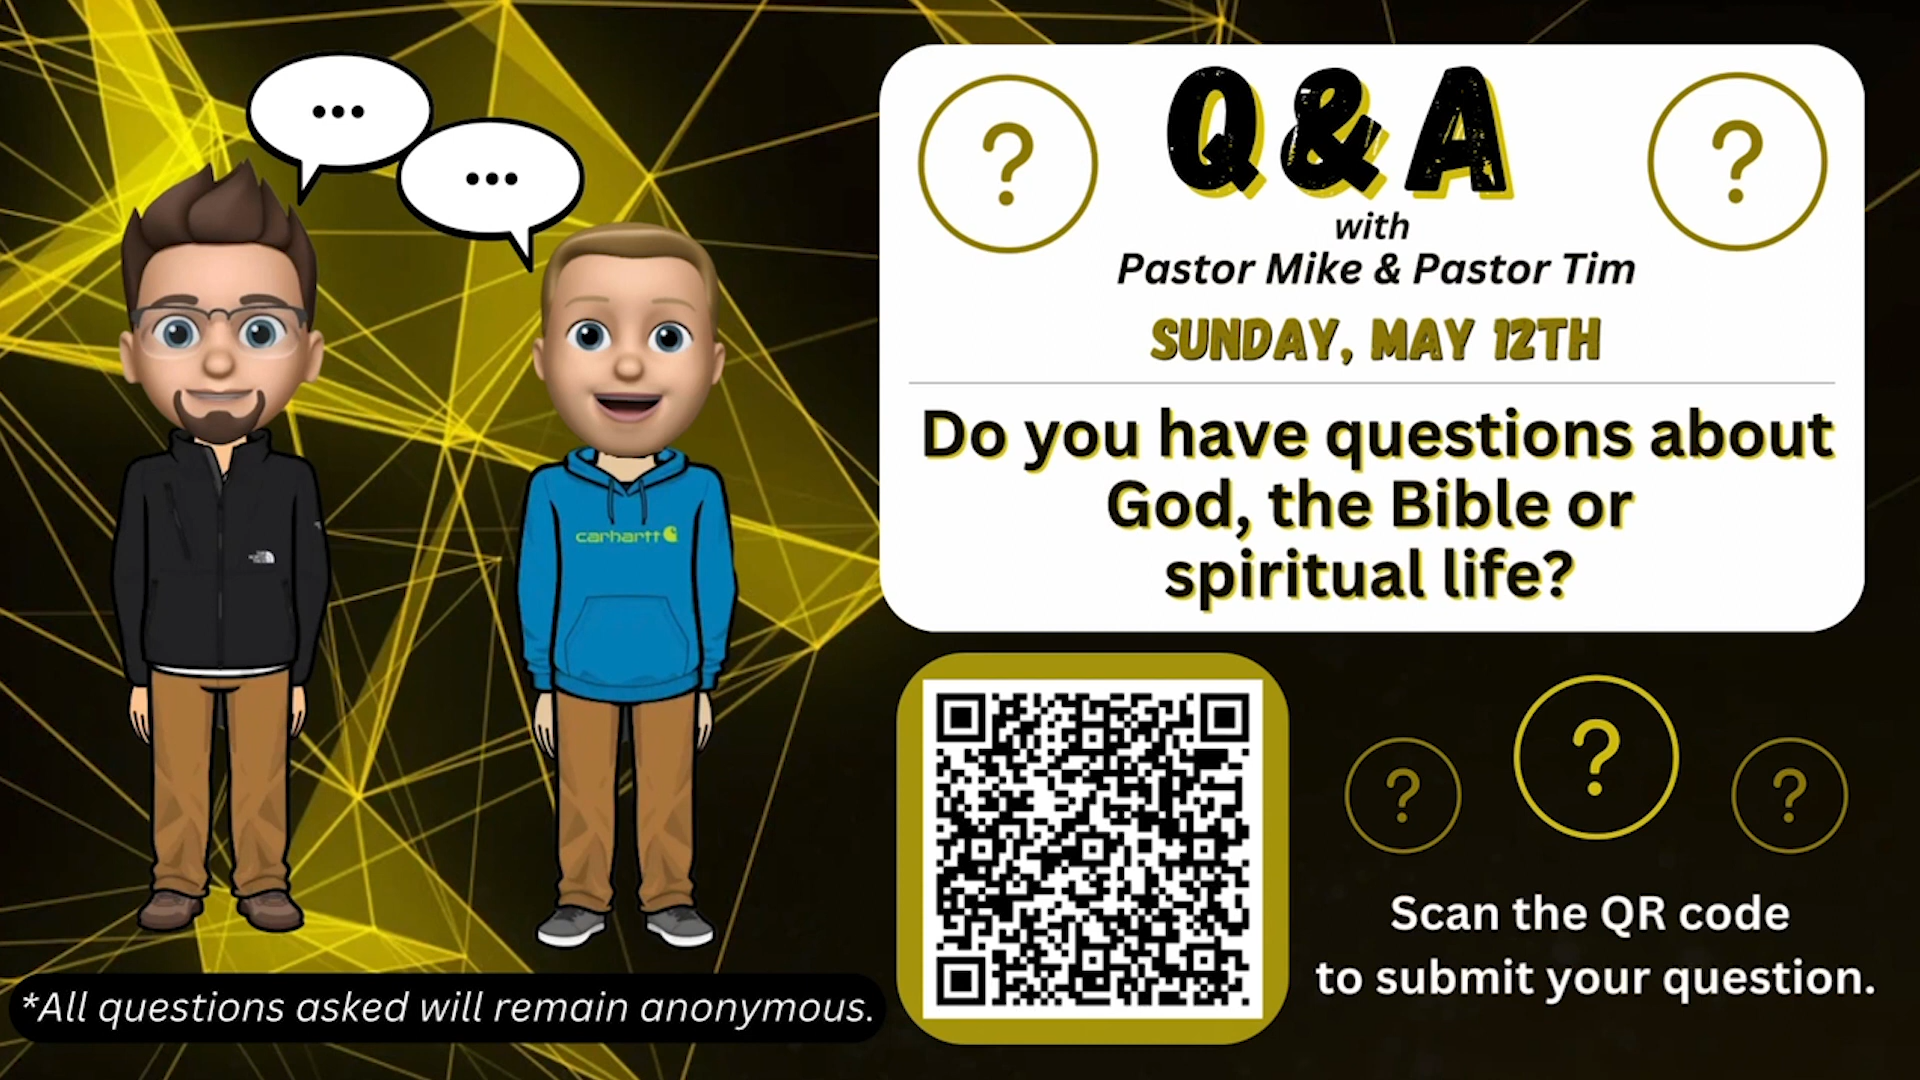 Q&A
with
Pastor Mike & Pastor Tim
SUNDAY, MAY 12TH
Do you have questions about
God, the Bible or
spiritual life?
carhartt
THE
NORTH
FACE
Scan the QR code
to submit your question.
*All questions asked will remain anonymous.